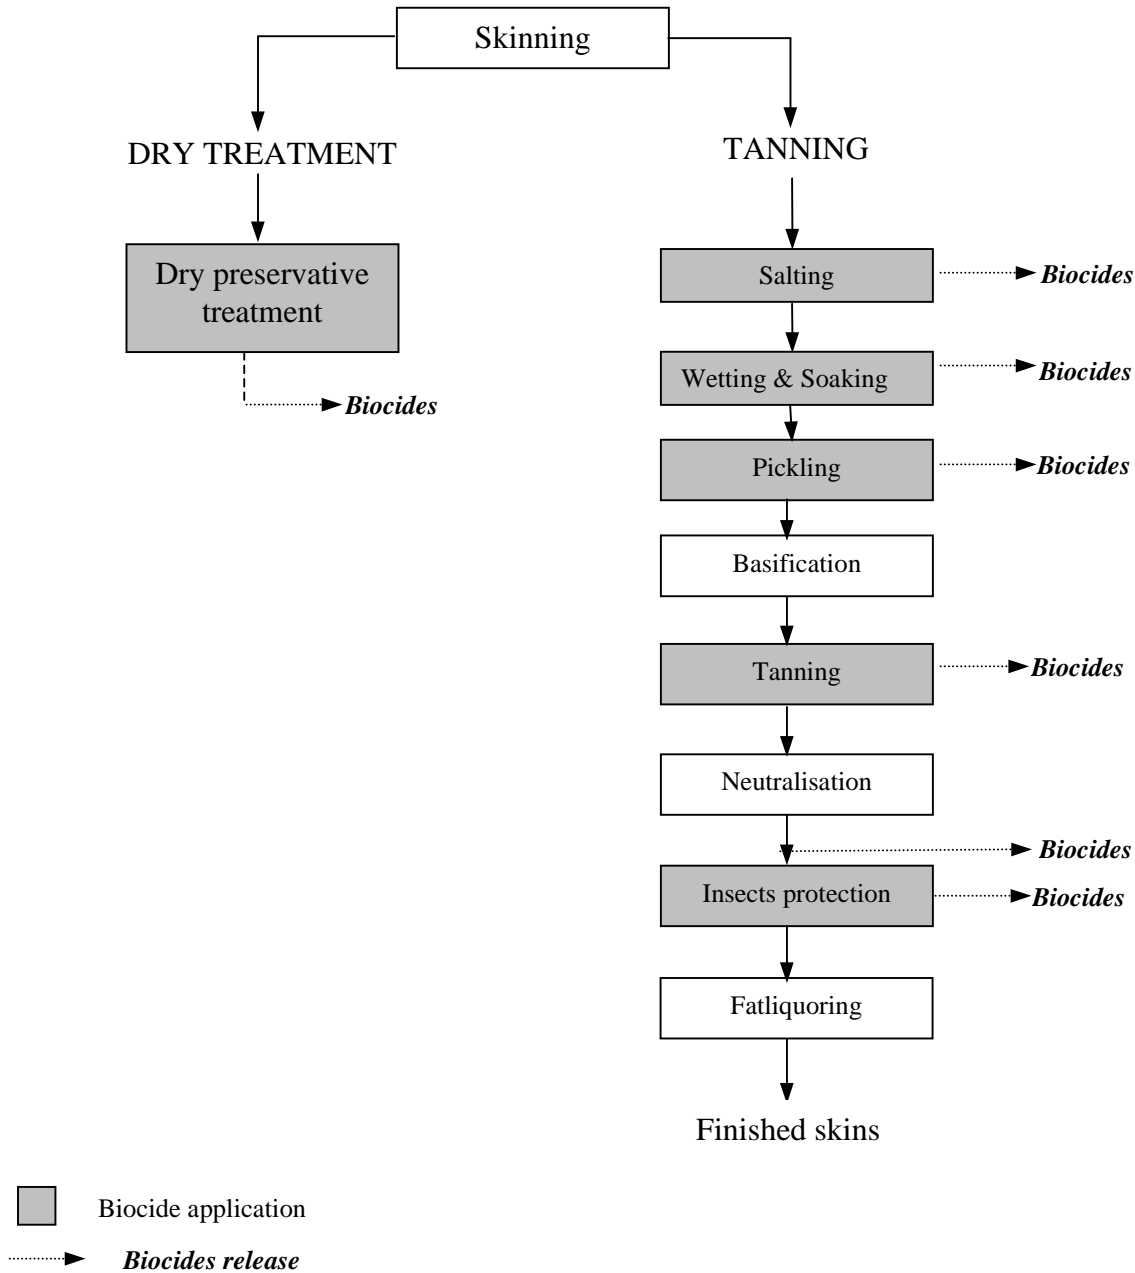 Skinning
DRY TREATMENT
TANNING
Dry preservative
treatment
Biocides
Salting
Biocides
Wetting & Soaking
Biocides
Pickling
Biocides
Basification
Tanning
Biocides
Neutralisation
Biocides
Insects protection
Biocides
Fatliquoring
Finished skins
Biocide application
Biocides release